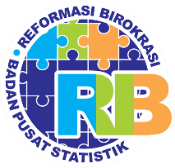 • REFORMASI BIROKRASI •
RB
BADAN PUSAT STATISTIK